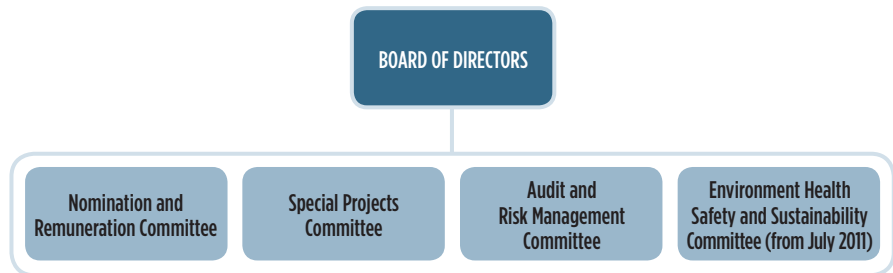 BOARD OF DIRECTORS
Nomination and
Remuneration Committee
Special Projects
Committee
Audit and
Risk Management
Committee
Environment Health
Safety and Sustainability
Committee (from July 2011)